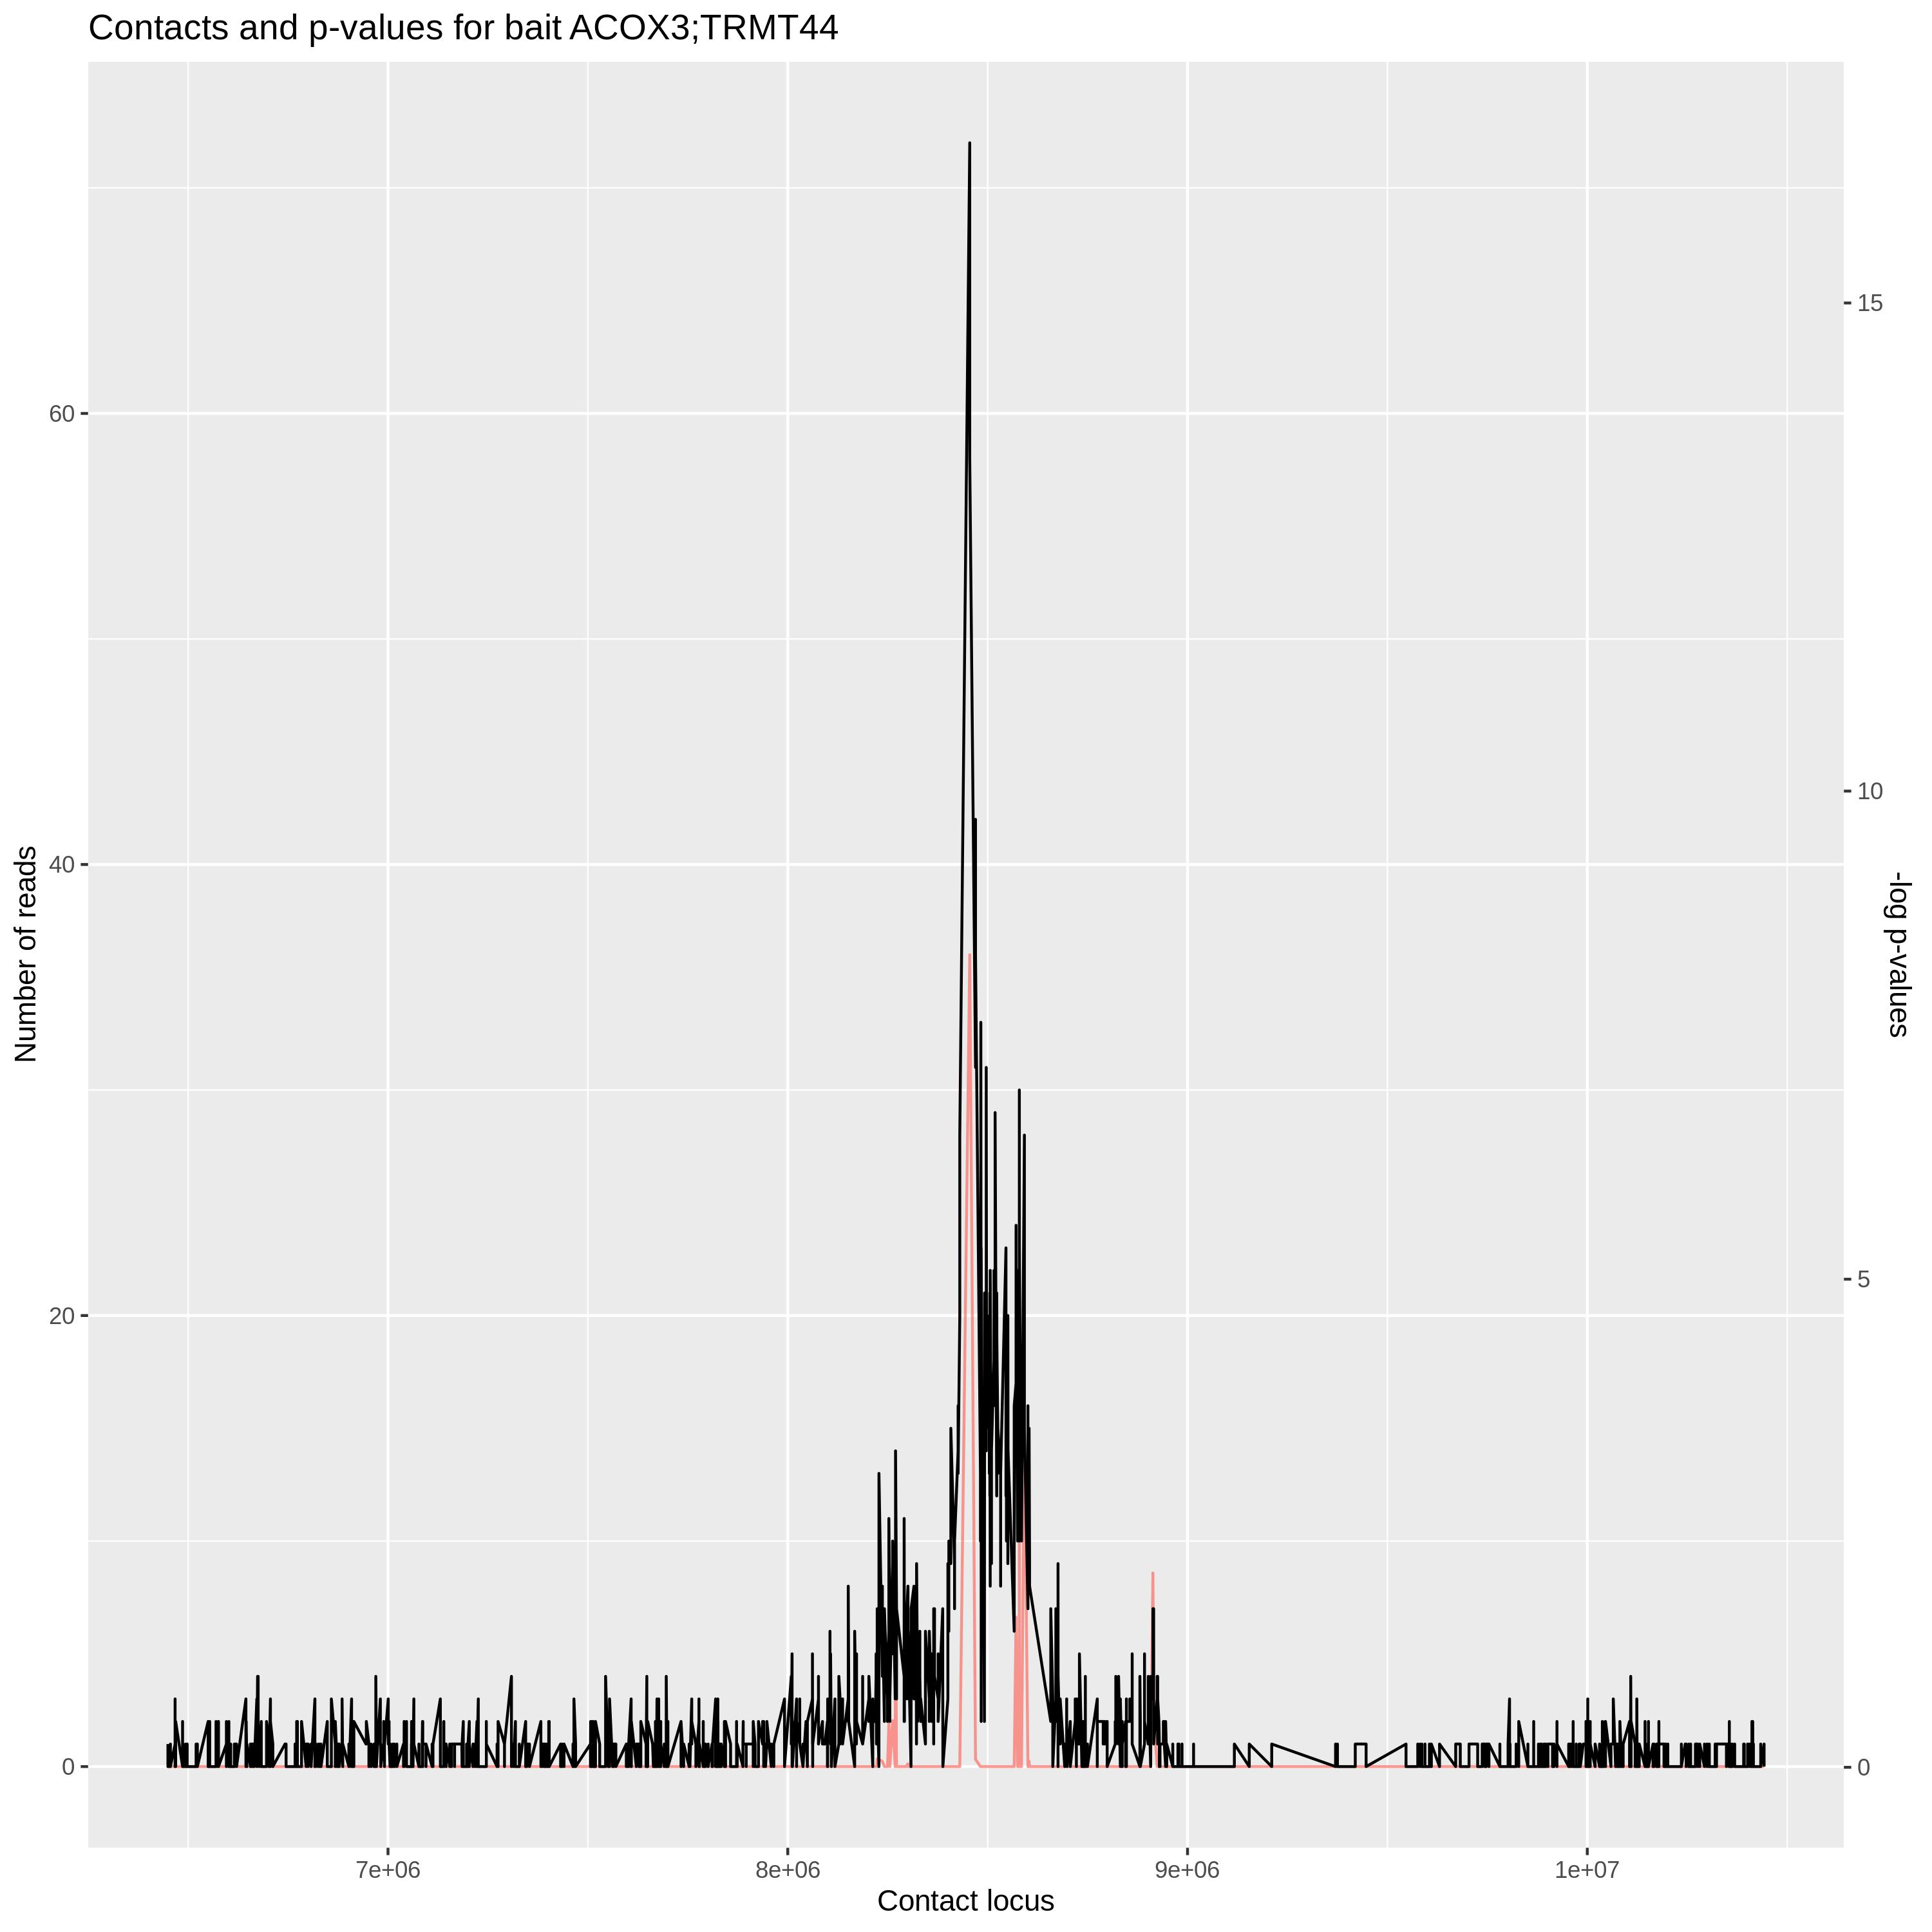 Contacts and p-values for bait ACOX3;TRMT44
Number of reads
60
40
20
0
15
10
5
0
-log p-values
7e+06
8e+06
9e+06
1e+07
Contact locus